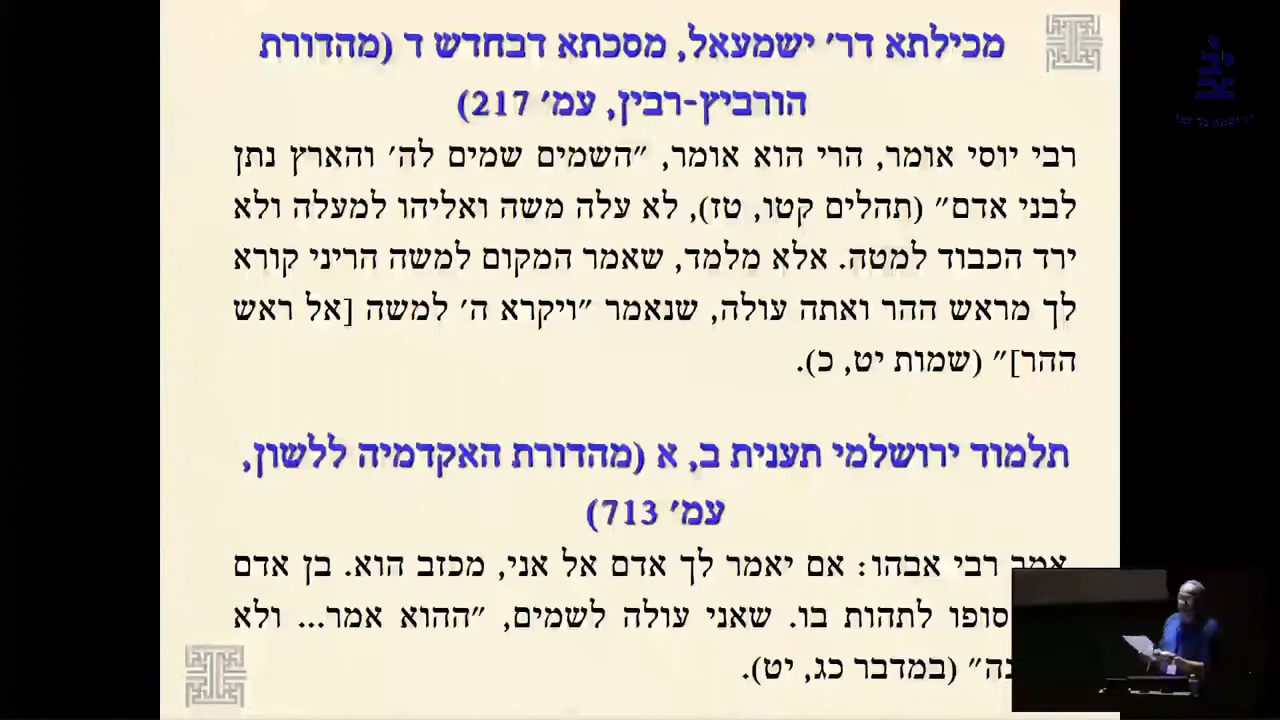 מכילתא דר׳ ישמעאל, מסכתא דבחדש ד (מהדורת
הורביץ-רבין, עמ׳ 217)
רבי יוסי אומר, הרי הוא אומר, ״השמים שמים לה׳ והארץ נתן
לבני אדם״ (תהלים קטו, טז), לא עלה משה ואליהו למעלה ולא
ירד הכבוד למטה. אלא מלמד, שאמר המקום למשה הריני קורא
לך מראש ההר ואתה עולה, שנאמר ״ויקרא ה׳ למשה [אל ראש
ההר]״ (שמות יט, כ).
תלמוד ירושלמי תענית ב, א (מהדורת האקדמיה ללשון,
עמ׳ 713)
אמר רבי אבהו: אם יאמר לך אדם אל אני, מכזב הוא. בן אדם
סופו לתהות בו. שאני עולה לשמים, ״ההוא אמר... ולא
(במדבר כג, יט).